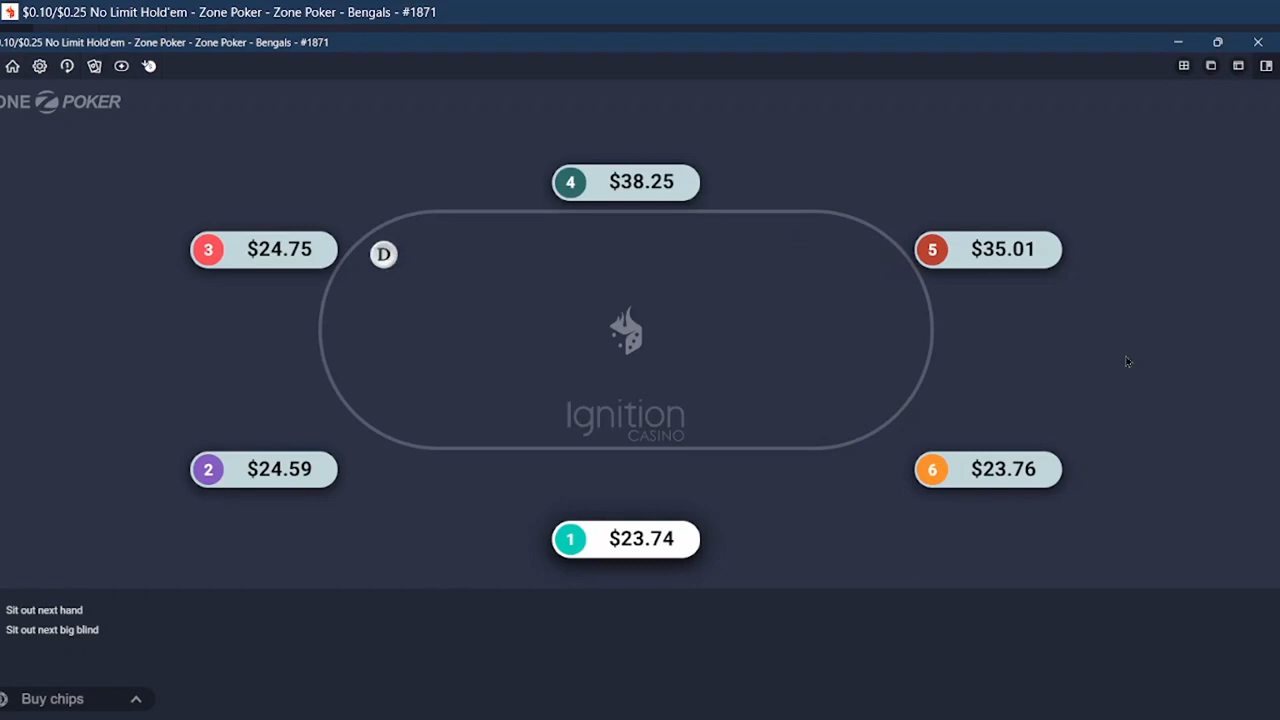 $0.10/$0.25 No Limit Hold'em - Zone Poker - Zone Poker - Bengals - #1871
.10/$0.25 No Limit Hold'em - Zone Poker - Zone Poker - Bengals - #1871
ONE POKER
4 $38.25
3 $24.75
D
5 $35.01
Ignition
CASINO
2 $24.59
6 $23.76
1 $23.74
Sit out next hand
Sit out next big blind
Buy chips